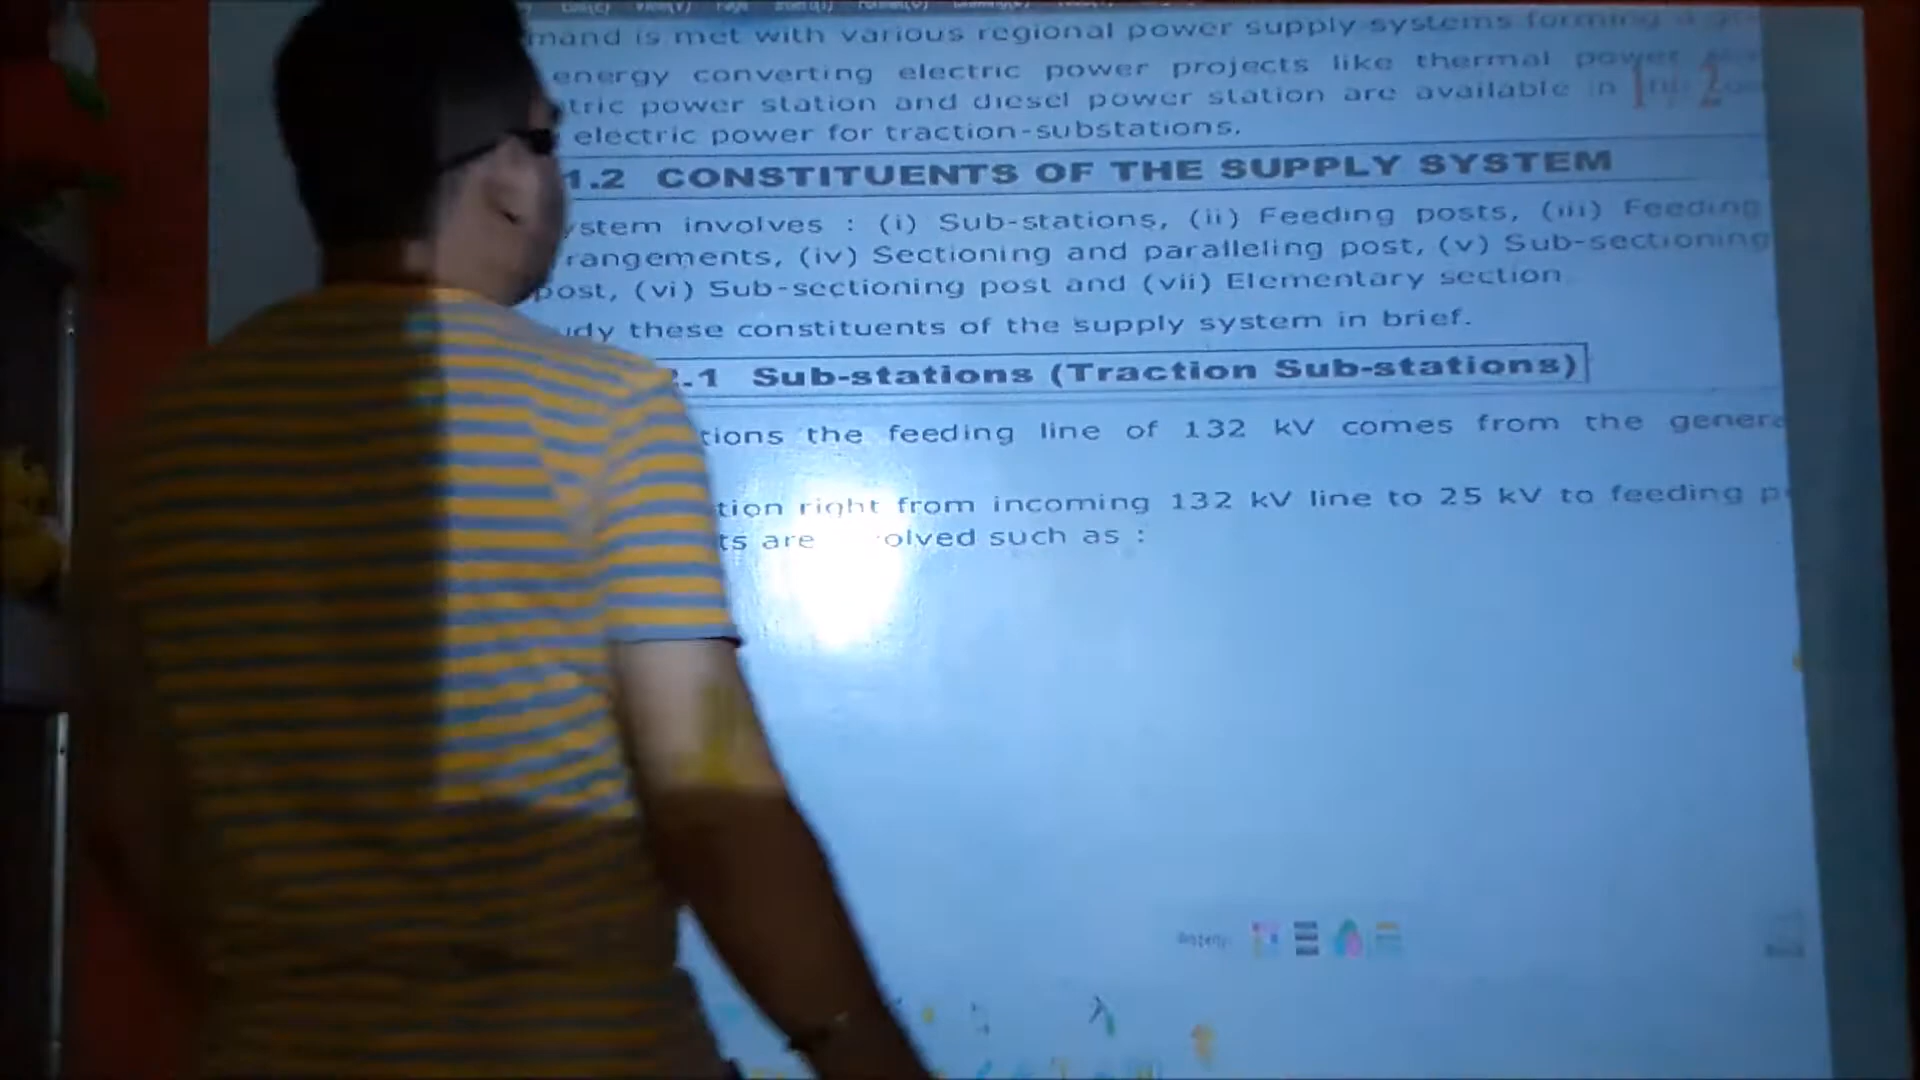 mand is met with various regional power supply systems forming a
energy converting electric power projects like thermal power
tric power station and diesel power station are available in
electric power for traction-substations.
1.2 CONSTITUENTS OF THE SUPPLY SYSTEM
ystem involves : (i) Sub-stations, (ii) Feeding posts, (iii) Feeding
rangements, (iv) Sectioning and paralleling post, (v) Sub-sectioning
post, (vi) Sub-sectioning post and (vii) Elementary section
udy these constituents of the supply system in brief.
.1 Sub-stations (Traction Sub-stations)
tions the feeding line of 132 kV comes from the genera
tion right from incoming 132 kV line to 25 kV to feeding p
ts are olved such as :